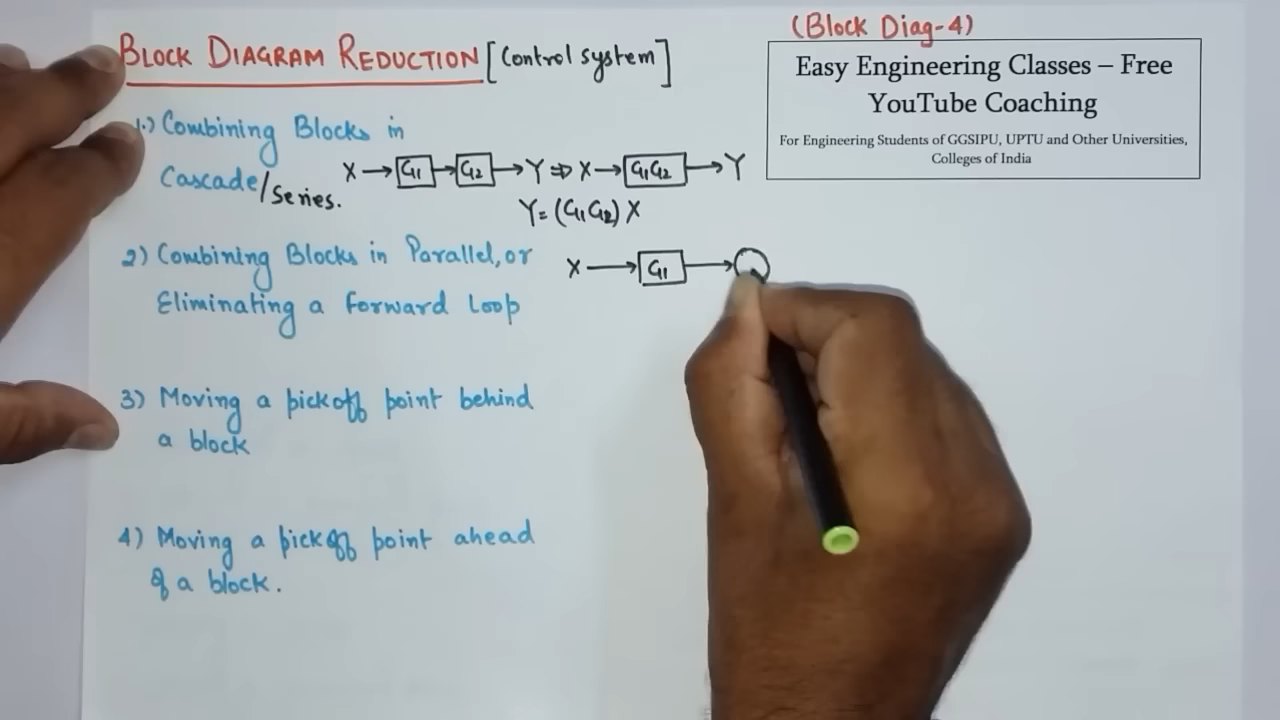 (Block Diag-4)
BLOCK DIAGRAM REDUCTION [Control system]
Easy Engineering Classes – Free
YouTube Coaching
For Engineering Students of GGSIPU, UPTU and Other Universities,
Colleges of India
1.) Combining Blocks in
Cascade/Series.
X → G1 → G2 → Y ⇒ X → G1G2 → Y
Y = (G1G2) X
2) Combining Blocks in Parallel, or
Eliminating a Forward Loop
X → G1 →
3) Moving a pickoff point behind
a block
4) Moving a pickoff point ahead
of a block.